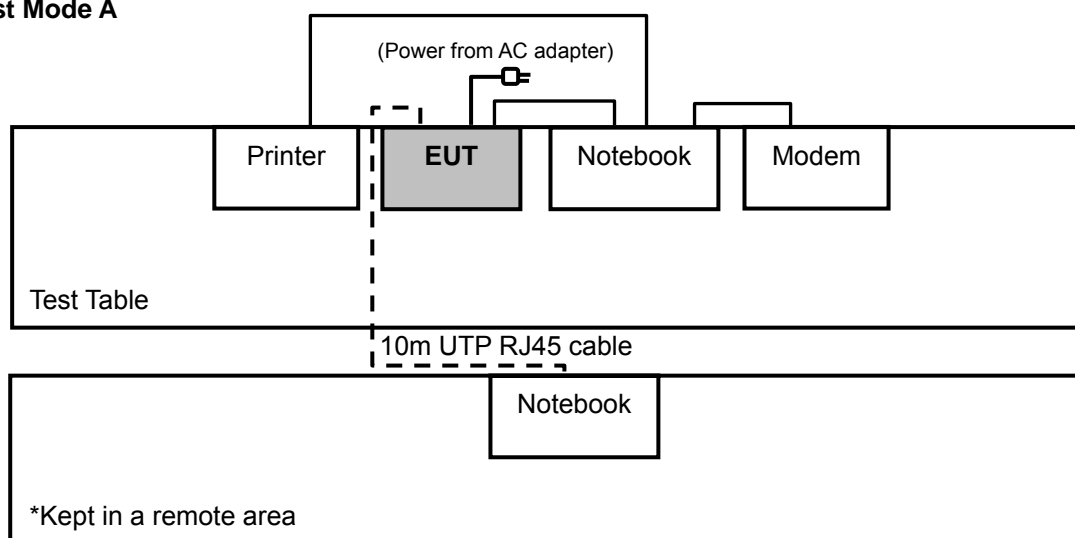 st Mode A
(Power from AC adapter)
Printer
EUT
Notebook
Modem
Test Table
10m UTP RJ45 cable
Notebook
*Kept in a remote area